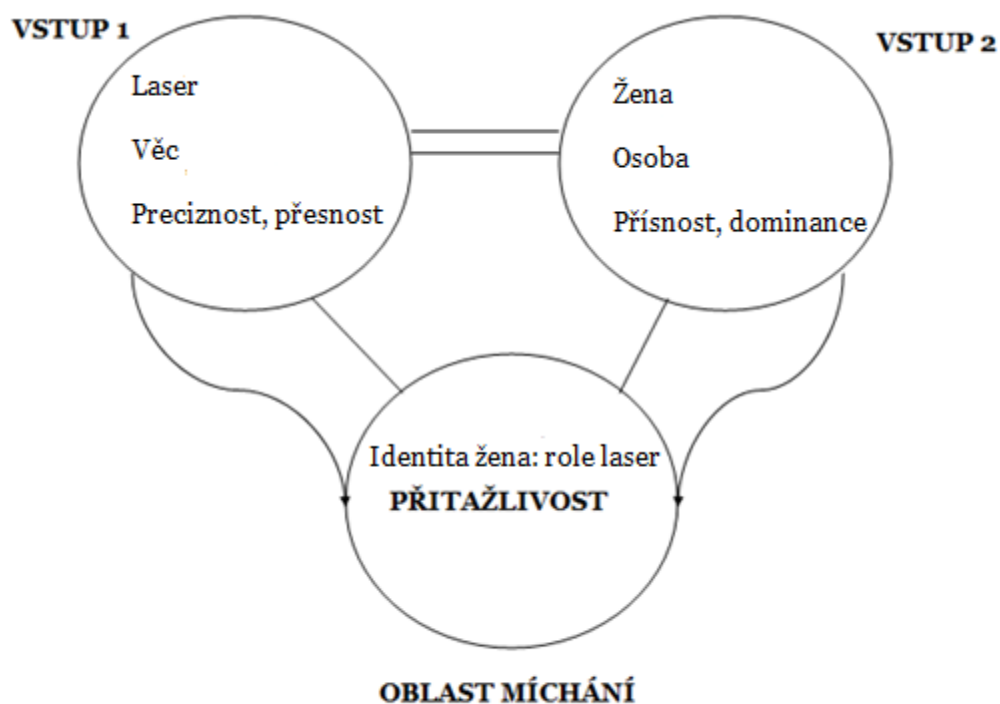 VSTUP 1
Laser
Věc
Preciznost, přesnost
VSTUP 2
Žena
Osoba
Přísnost, dominance
Identita žena: role laser
PŘITAŽLIVOST
OBLAST MÍCHÁNÍ